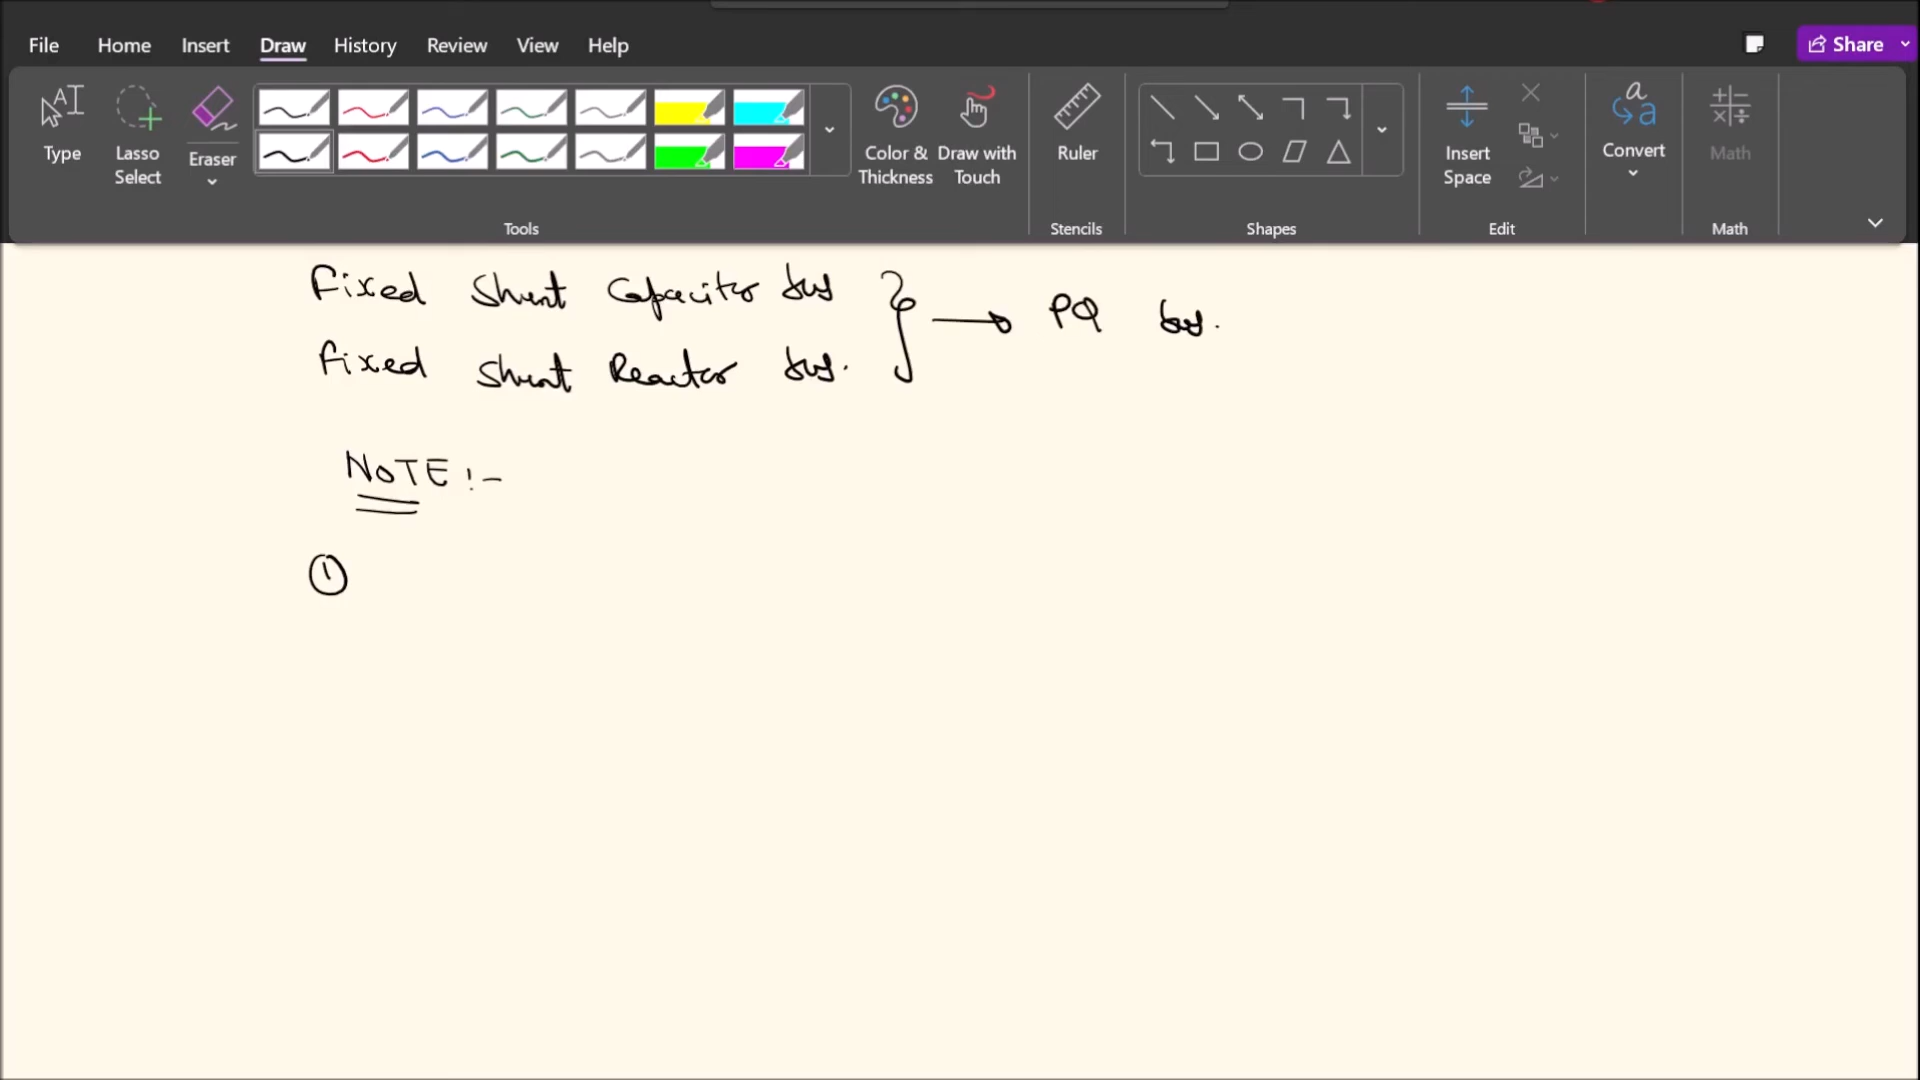 File Home Insert Draw History Review View Help Share
Type Lasso Select Eraser Color & Thickness Draw with Touch Ruler Insert Space Convert Math
Tools Stencils Shapes Edit Math
Fixed Shunt Capacitor bus
→ PQ bus.
Fixed Shunt Reactor bus.
NOTE :-
①